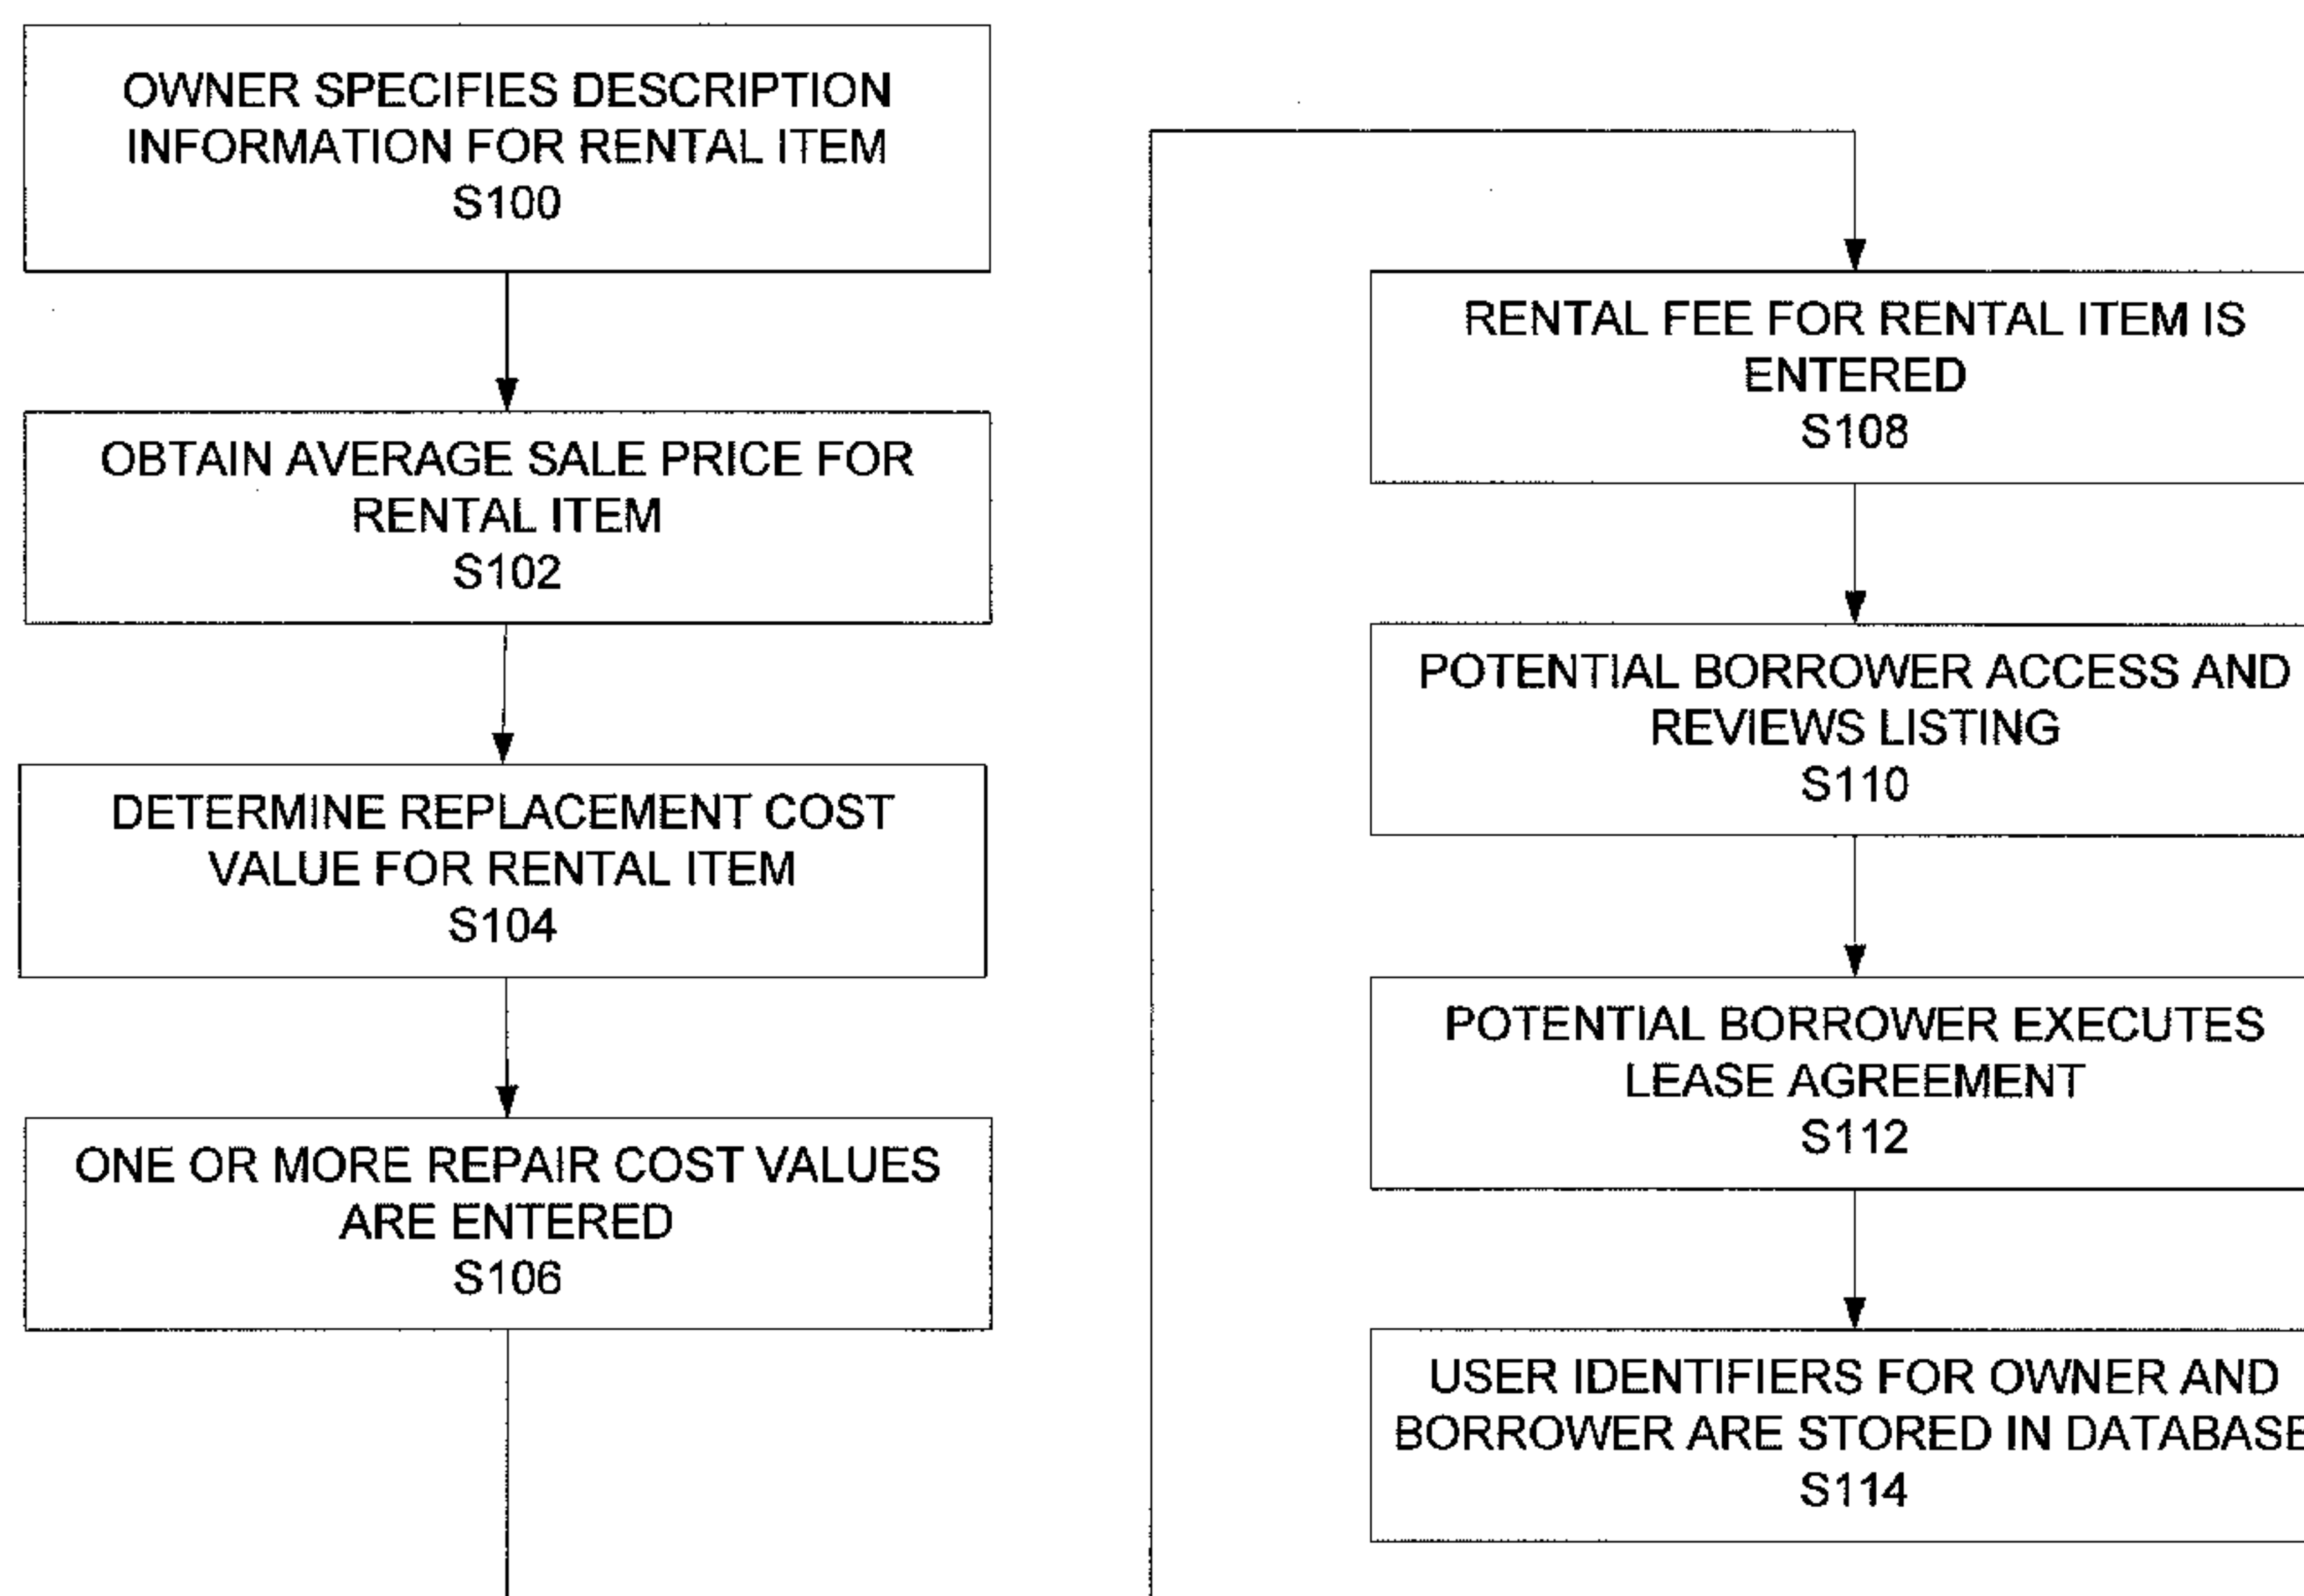 OWNER SPECIFIES DESCRIPTION
INFORMATION FOR RENTAL ITEM
S100
OBTAIN AVERAGE SALE PRICE FOR
RENTAL ITEM
S102
DETERMINE REPLACEMENT COST
VALUE FOR RENTAL ITEM
S104
ONE OR MORE REPAIR COST VALUES
ARE ENTERED
S106
RENTAL FEE FOR RENTAL ITEM IS
ENTERED
S108
POTENTIAL BORROWER ACCESS AND
REVIEWS LISTING
S110
POTENTIAL BORROWER EXECUTES
LEASE AGREEMENT
S112
USER IDENTIFIERS FOR OWNER AND
BORROWER ARE STORED IN DATABASE
S114